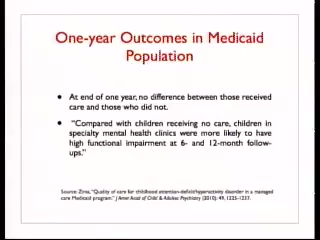 One-year Outcomes in Medicaid
Population
• At end of one year, no difference between those received
care and those who did not.
• "Compared with children receiving no care, children in
specialty mental health clinics were more likely to have
high functional impairment at 6- and 12-month follow-
ups."
Source: Zima, "Quality of care for childhood attention-deficit/hyperactivity disorder in a managed
care Medicaid program." J Amer Acad of Child & Adolesc Psychiatry (2010): 49, 1225-1237.